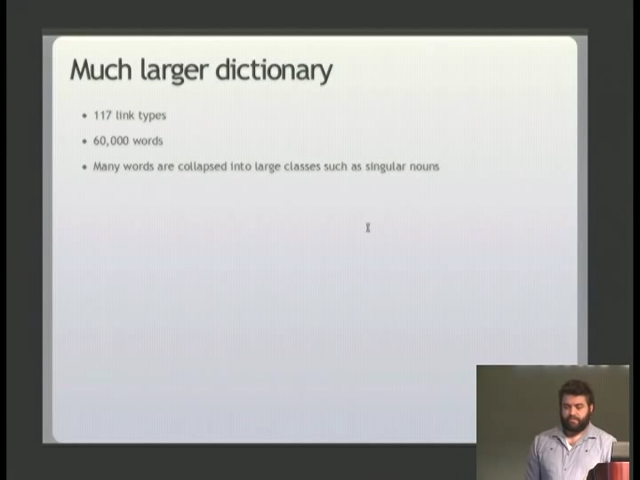 Much larger dictionary
• 117 link types
• 60,000 words
• Many words are collapsed into large classes such as singular nouns